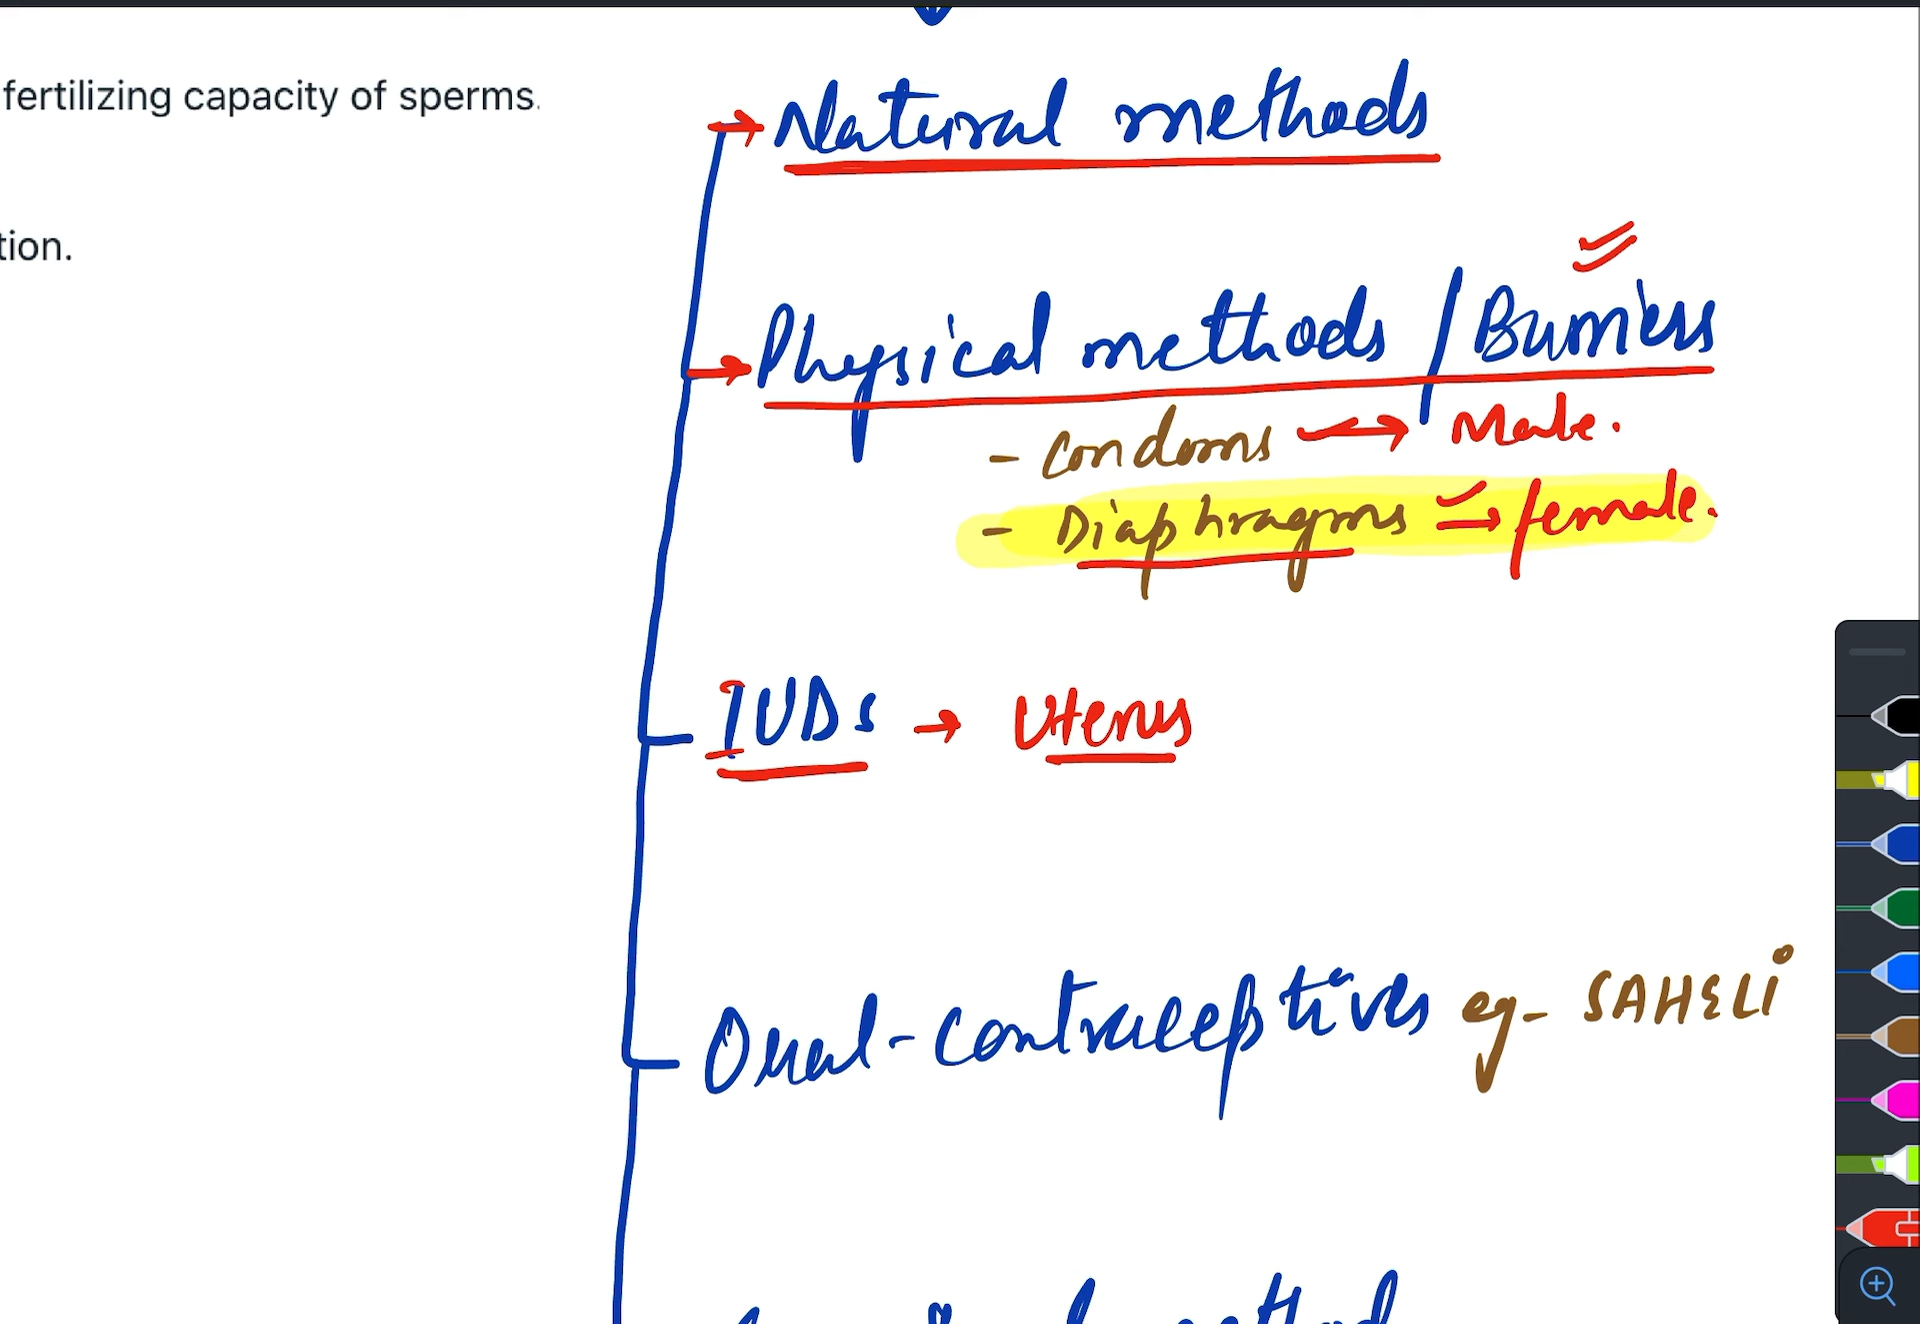 fertilizing capacity of sperms.
Natural methods
tion.
Physical methods / Barriers
- Condoms → Male.
- Diaphragms → female.
IUDs → Uterus
Oral-contraceptives eg- SAHELI
method